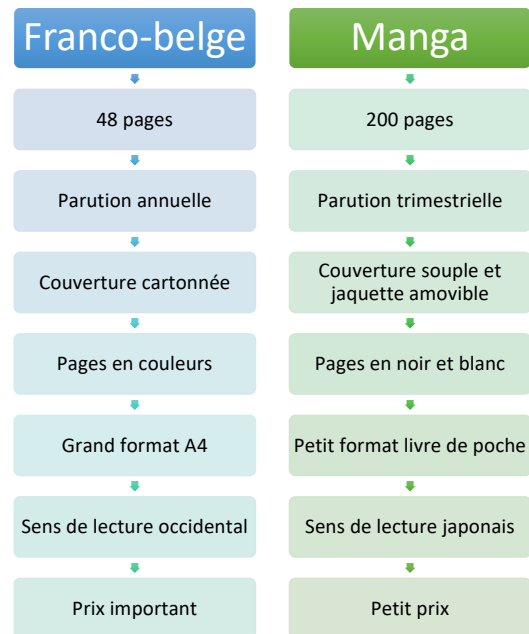 Franco-belge
48 pages
Parution annuelle
Couverture cartonnée
Pages en couleurs
Grand format A4
Sens de lecture occidental
Prix important
Manga
200 pages
Parution trimestrielle
Couverture souple et
jaquette amovible
Pages en noir et blanc
Petit format livre de poche
Sens de lecture japonais
Petit prix